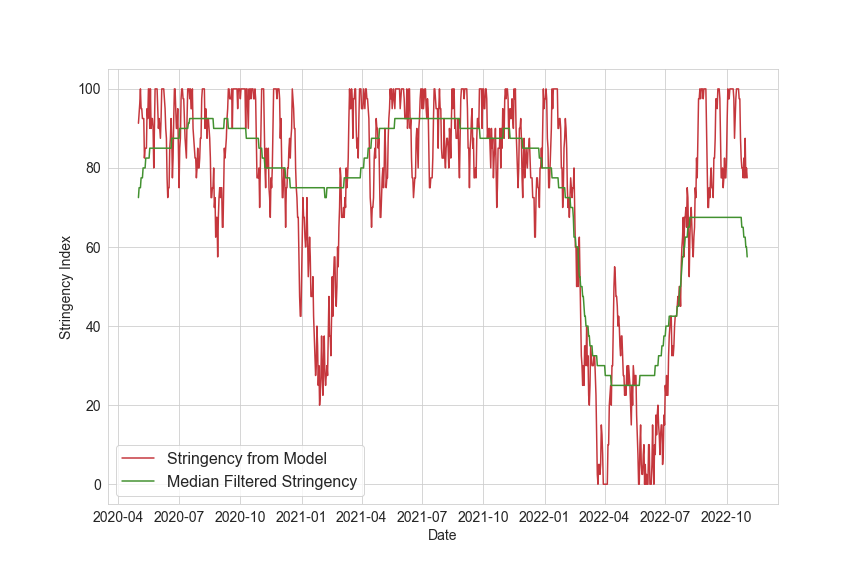 100
80
60
40
20
0
Stringency Index
Stringency from Model
Median Filtered Stringency
2020-04 2020-07 2020-10 2021-01 2021-04 2021-07 2021-10 2022-01 2022-04 2022-07 2022-10
Date